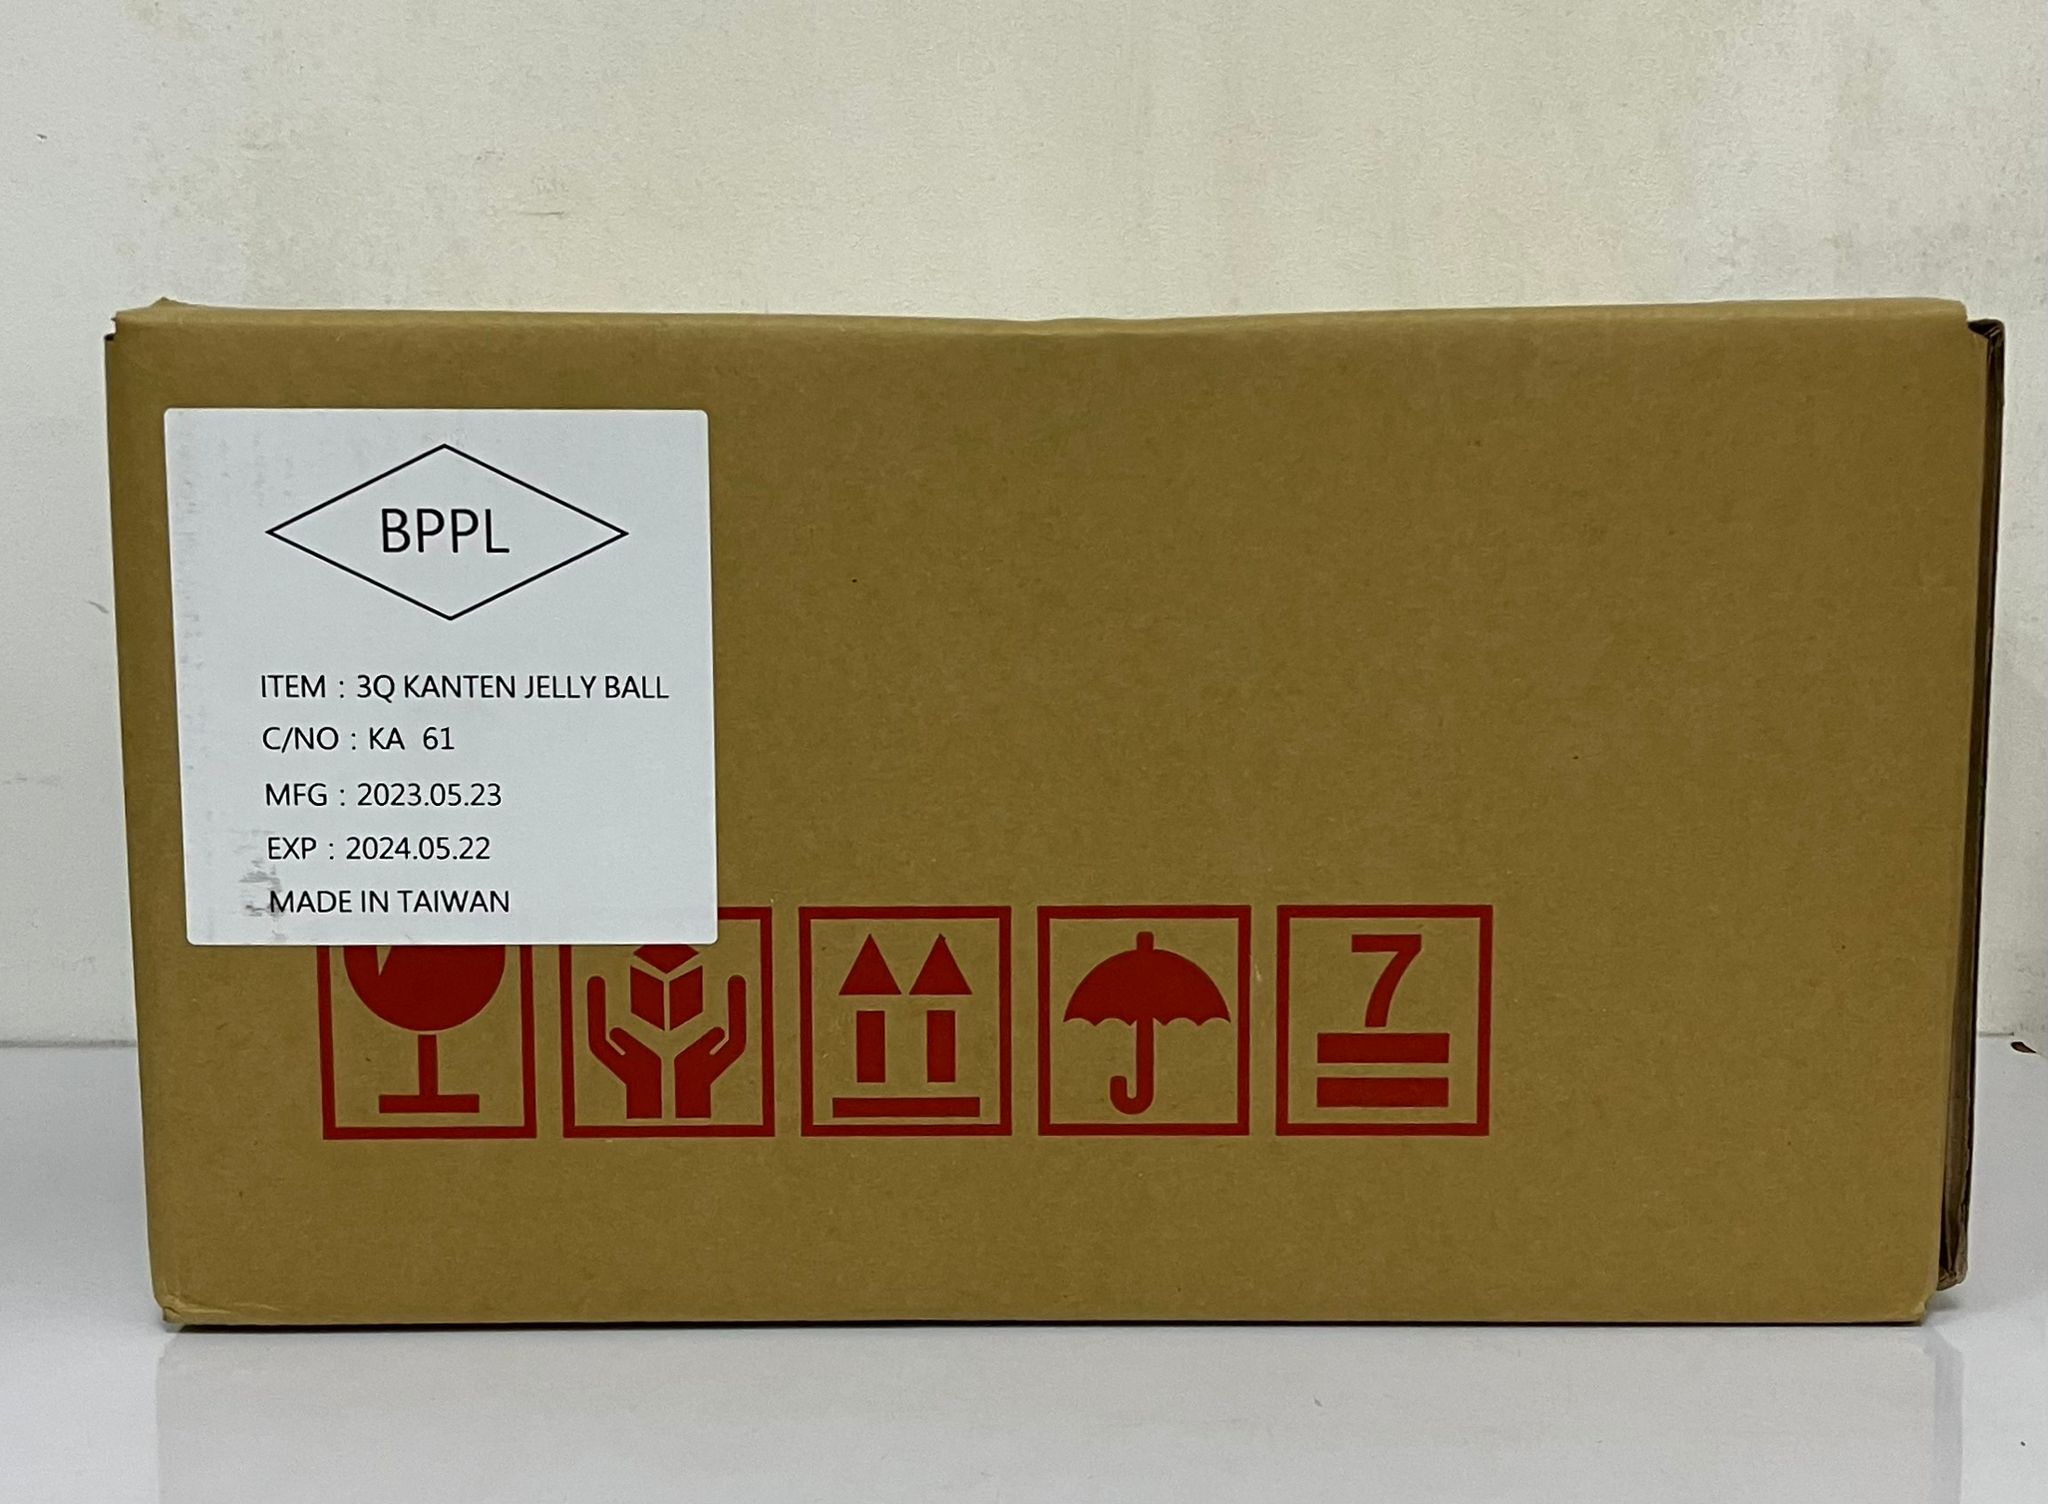 BPPL
ITEM : 3Q KANTEN JELLY BALL
C/NO : KA  61
MFG : 2023.05.23
EXP : 2024.05.22
MADE IN TAIWAN
7